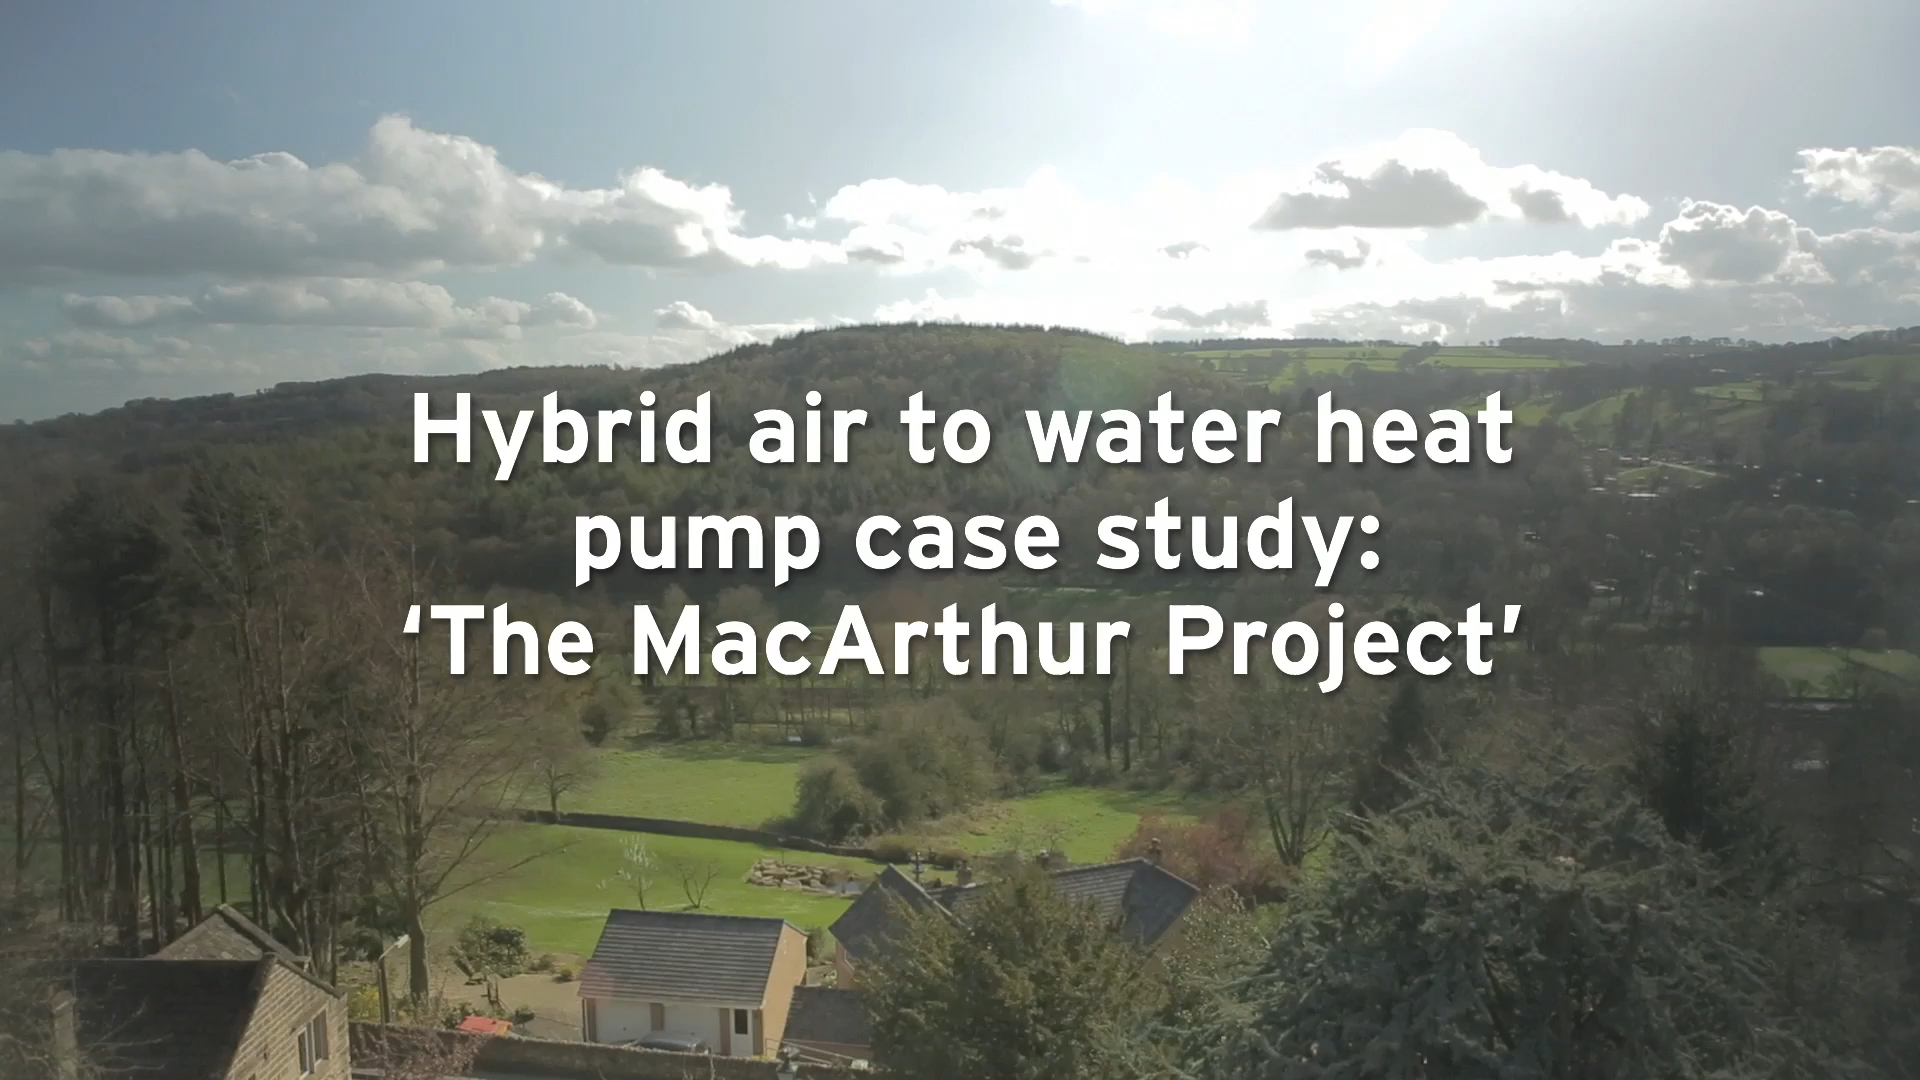 Hybrid air to water heat
pump case study:
‘The MacArthur Project’